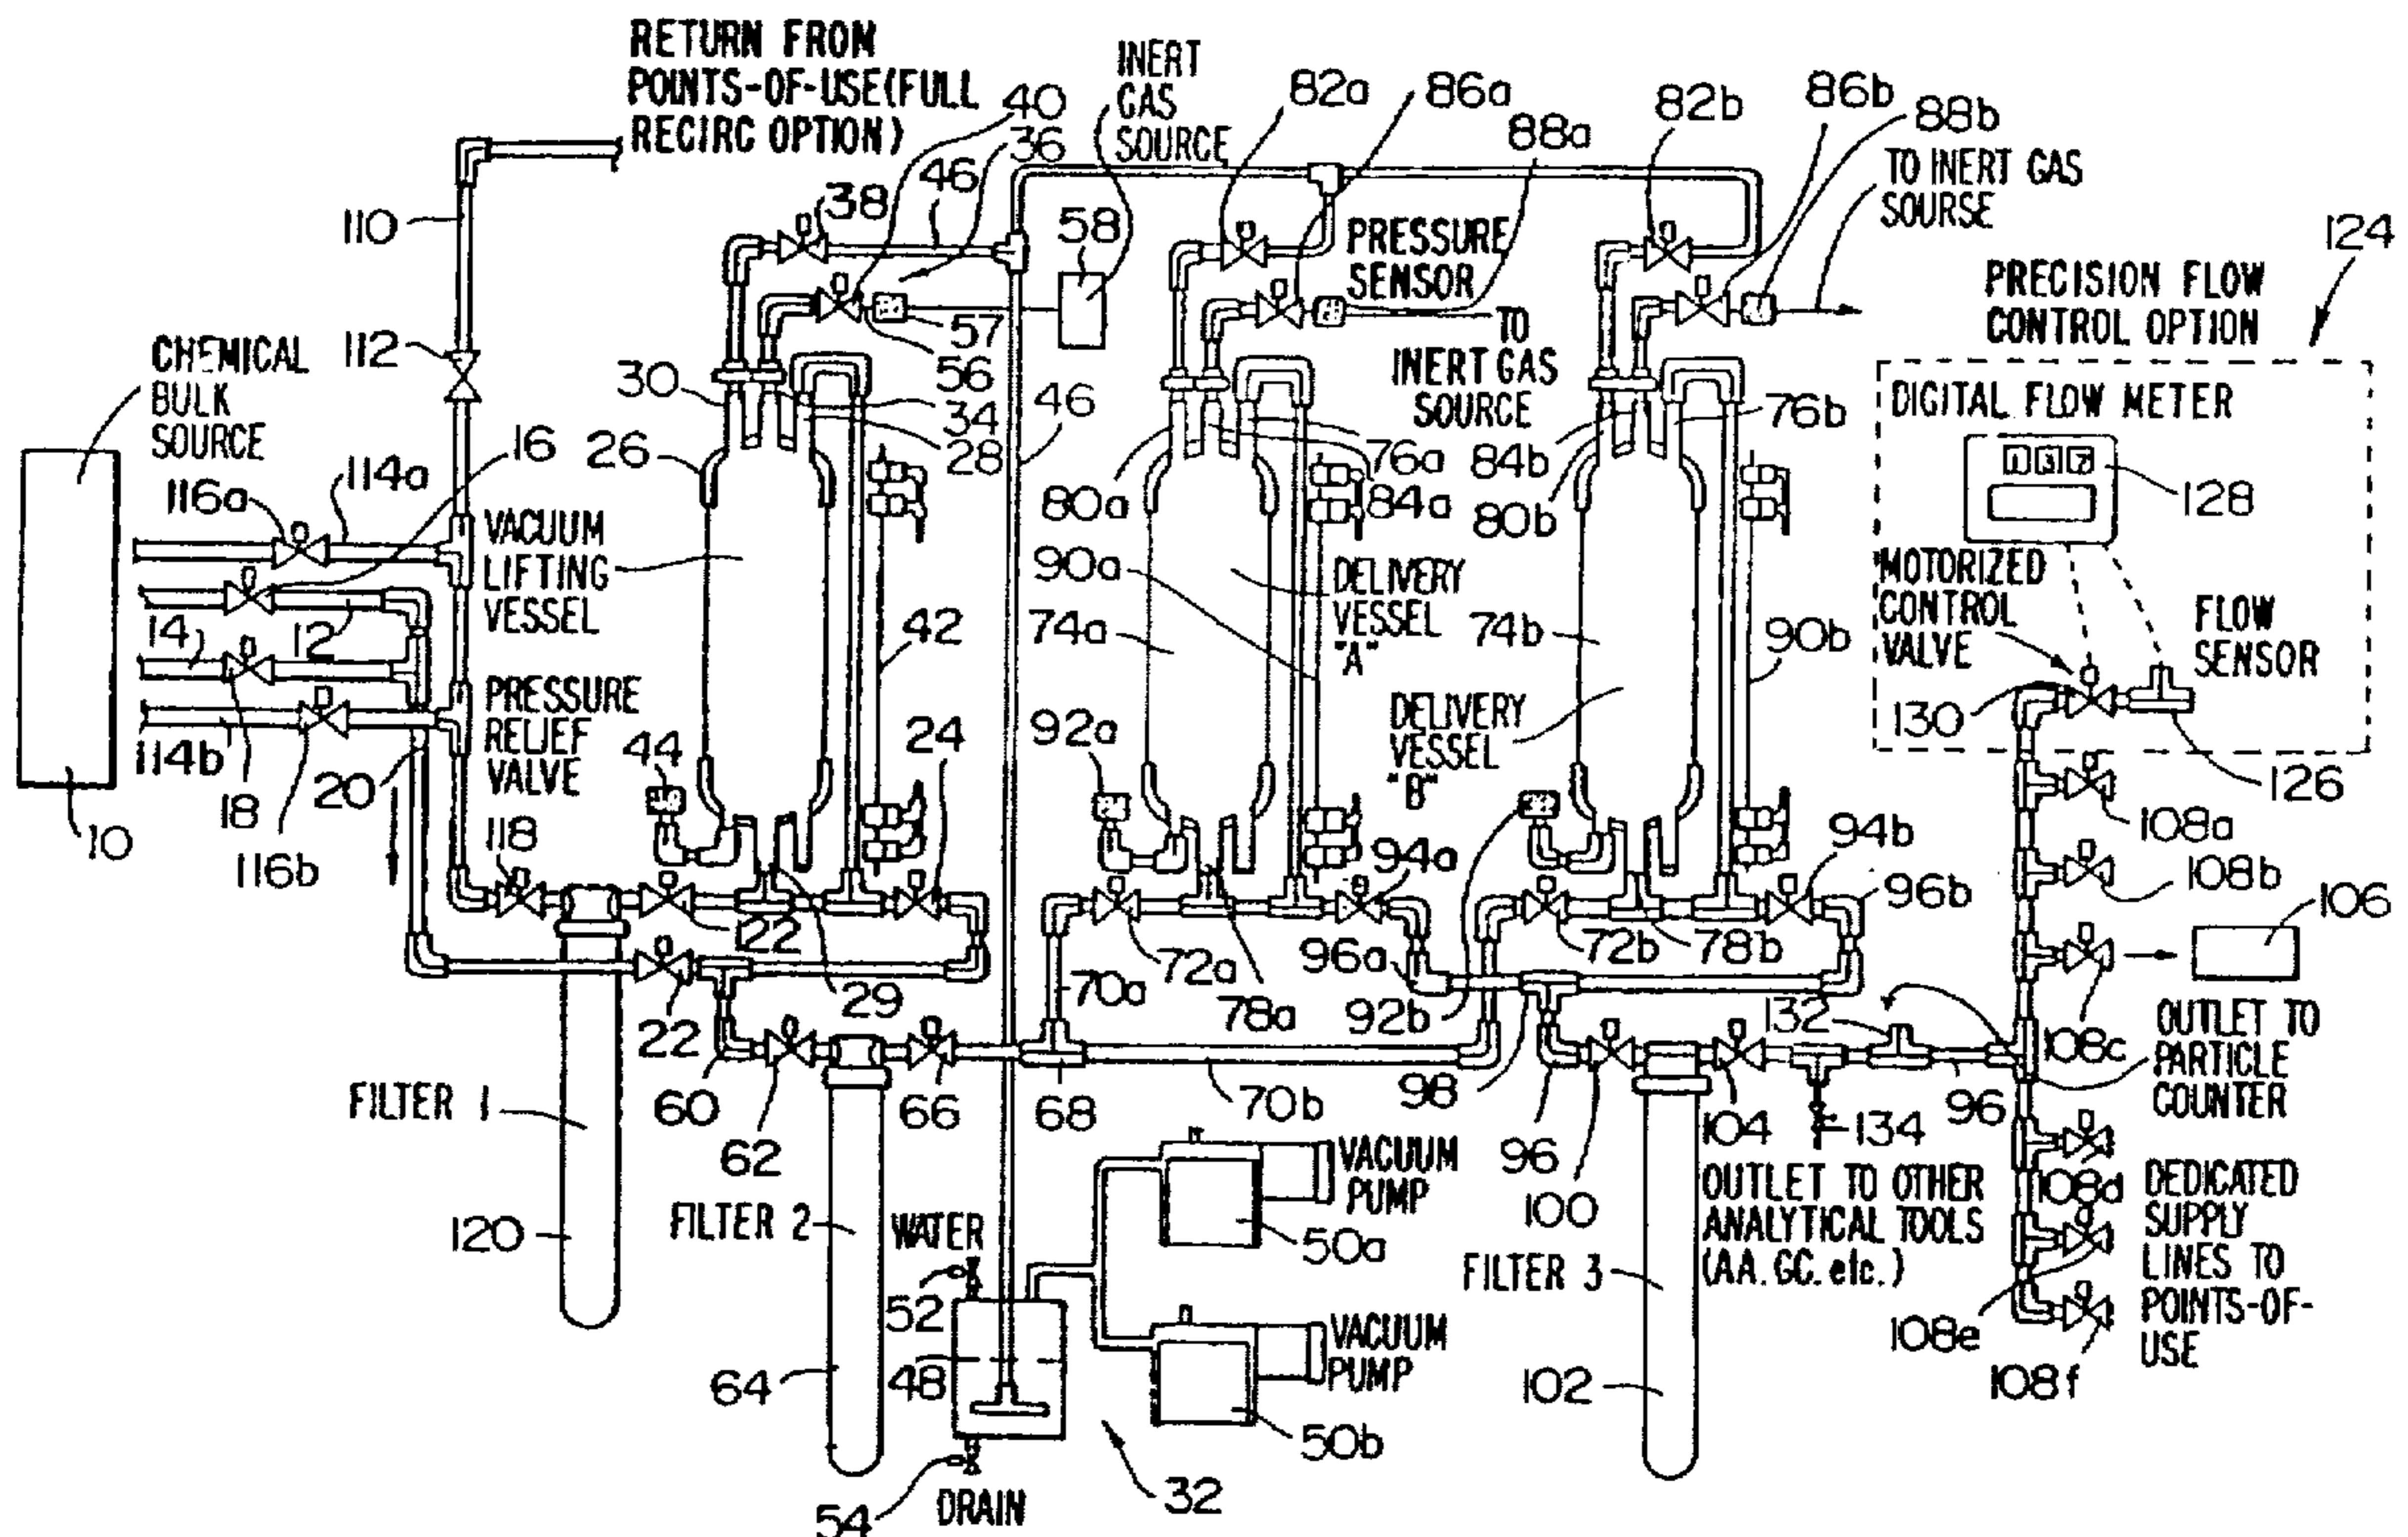 RETURN FROM
POINTS-OF-USE(FULL
RECIRC OPTION)
40
36
46
38
INERT
GAS
SOURCE
58
82a
86a
88a
82b
86b
88b
TO INERT GAS
SOURSE
124
PRECISION FLOW
CONTROL OPTION
DIGITAL FLOW METER
1 3 7
128
MOTORIZED
CONTROL
VALVE
FLOW
SENSOR
130
126
110
112
CHEMICAL
BULK
SOURCE
16
114a
116a
12
14
18
114b
116b
20
10
VACUUM
LIFTING
VESSEL
PRESSURE
RELIEF
VALVE
118
30
26
57
56
34
28
46
42
44
24
22
22
29
PRESSURE
SENSOR
TO
INERT GAS
SOURCE
80a
76a
84a
90a
DELIVERY
VESSEL
"A"
74a
92a
94a
72a
70a
78a
96a
92b
76b
84b
80b
74b
90b
DELIVERY
VESSEL
"B"
94b
96b
72b
78b
98
132
108a
108b
106
108c
OUTLET TO
PARTICLE
COUNTER
96
134
104
96
100
OUTLET TO OTHER
ANALYTICAL TOOLS
(AA. GC. etc.)
108d
DEDICATED
SUPPLY
LINES TO
POINTS-OF-
USE
108e
108f
FILTER 1
120
60
62
66
68
70b
FILTER 2
64
WATER
52
48
54
DRAIN
32
VACUUM
PUMP
50a
VACUUM
PUMP
50b
FILTER 3
102